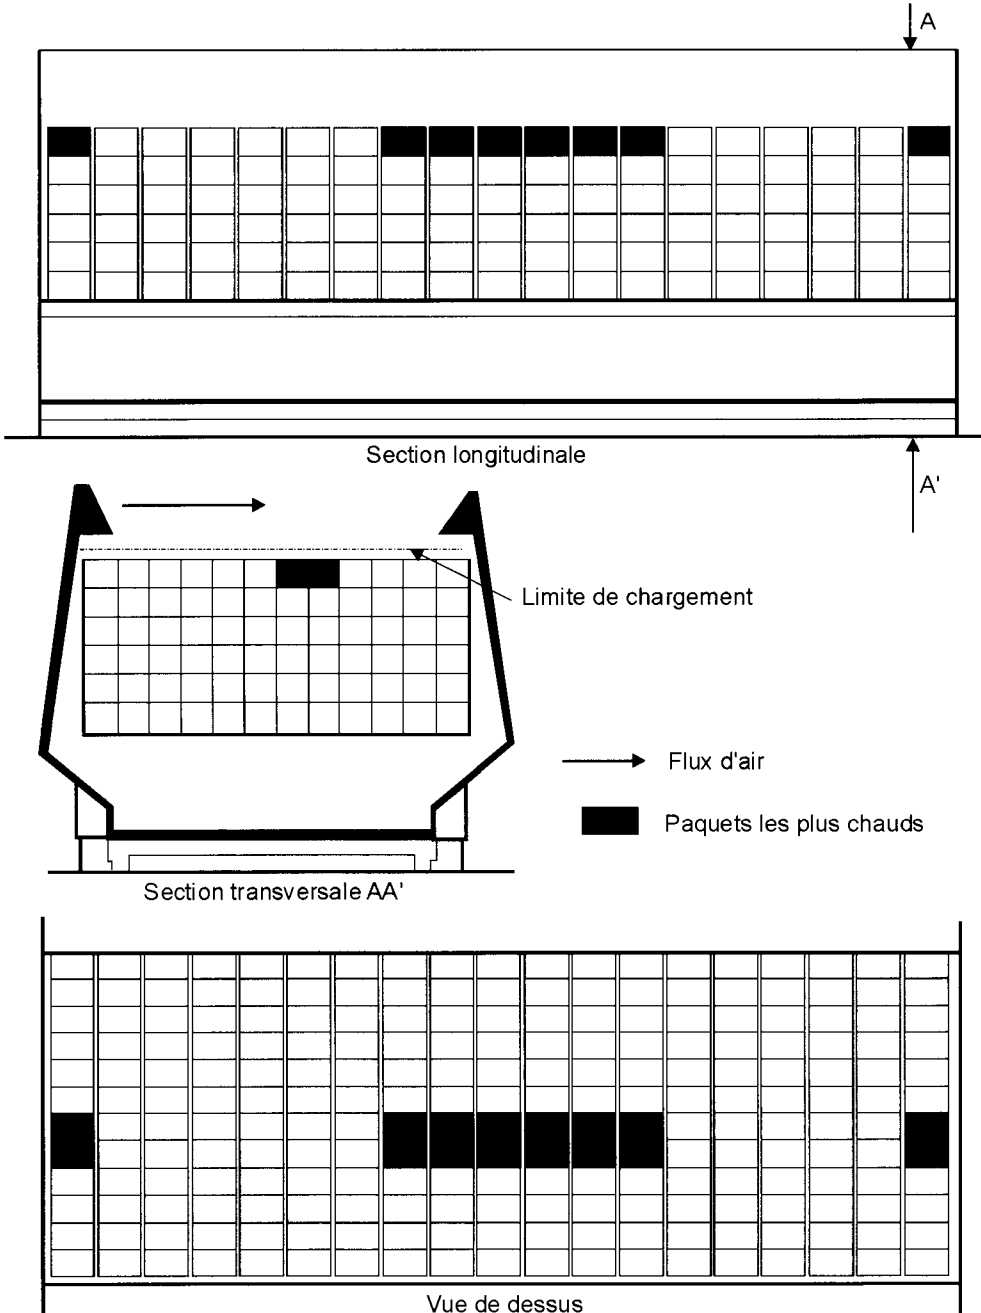 A
Section longitudinale
A'
Limite de chargement
Flux d'air
Paquets les plus chauds
Section transversale AA'
Vue de dessus